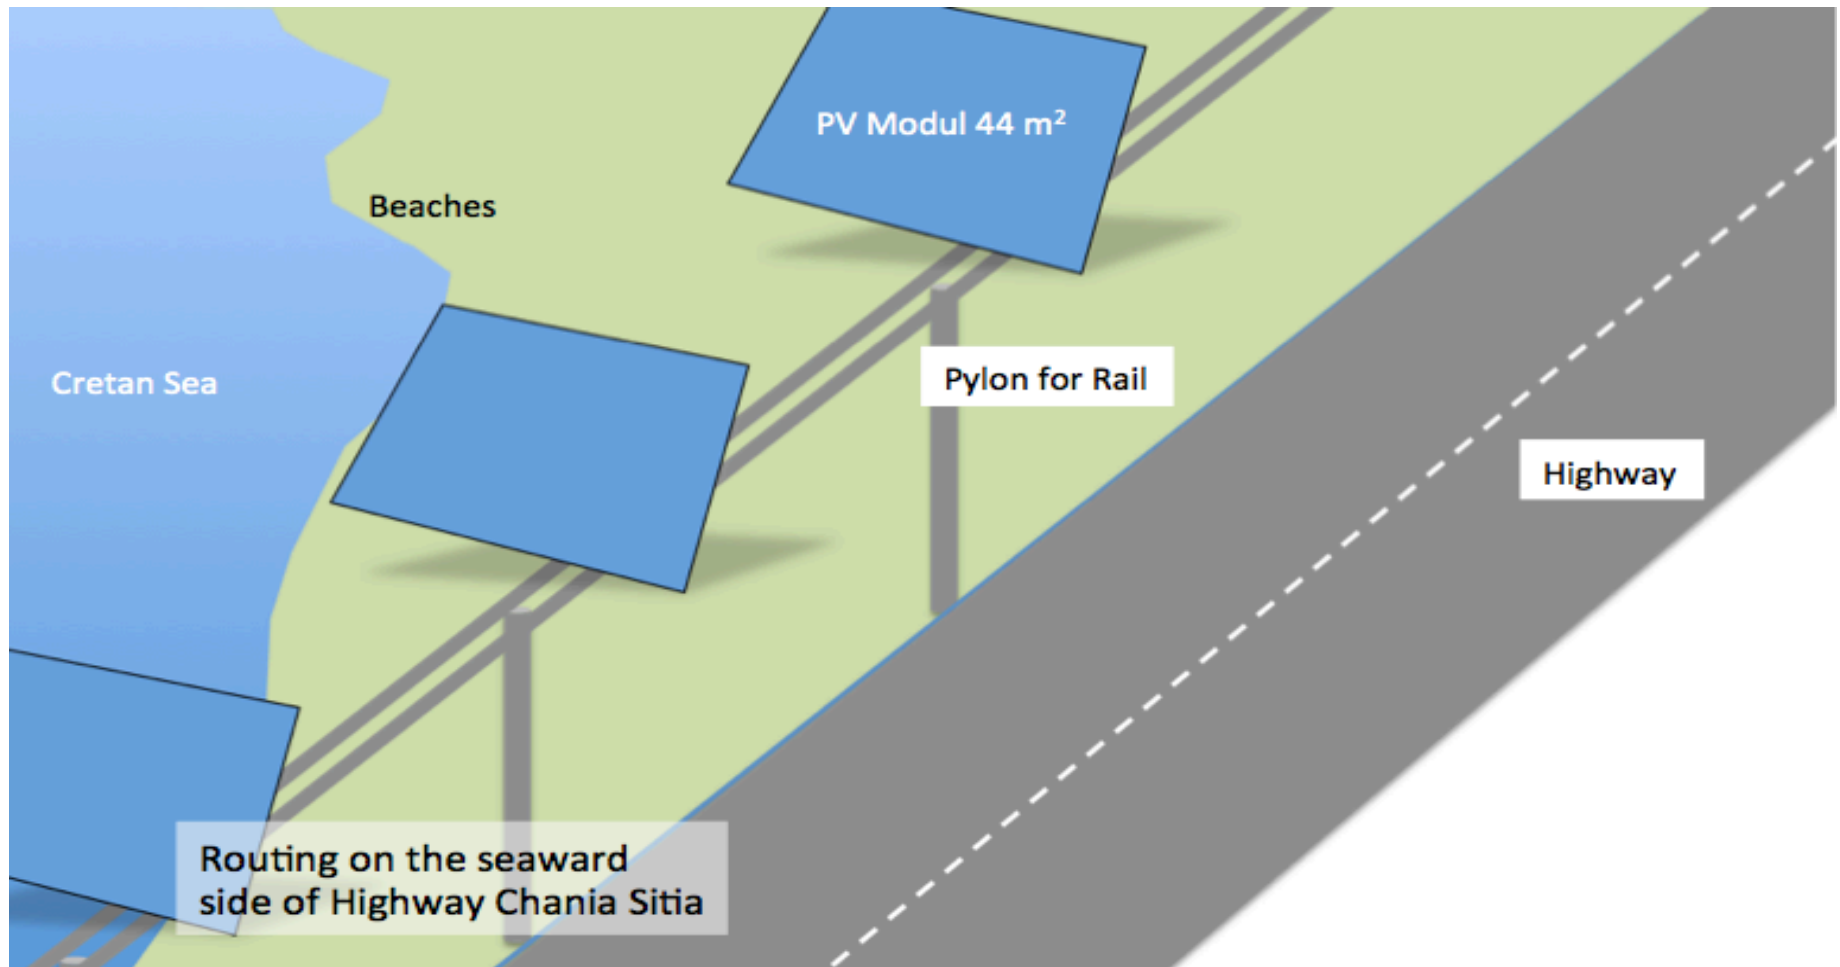 PV Modul 44 m²
Beaches
Cretan Sea
Pylon for Rail
Highway
Routing on the seaward
side of Highway Chania Sitia